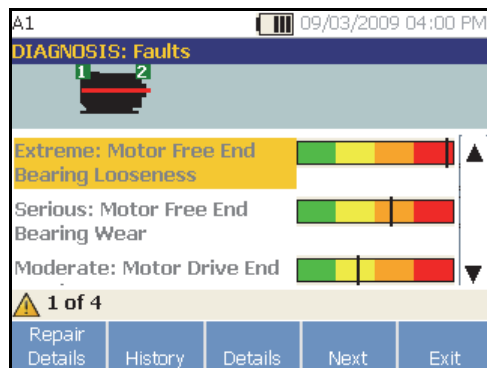 A1 09/03/2009 04:00 PM
DIAGNOSIS: Faults
1 2
Extreme: Motor Free End
Bearing Looseness
Serious: Motor Free End
Bearing Wear
Moderate: Motor Drive End
1 of 4
Repair
Details History Details Next Exit